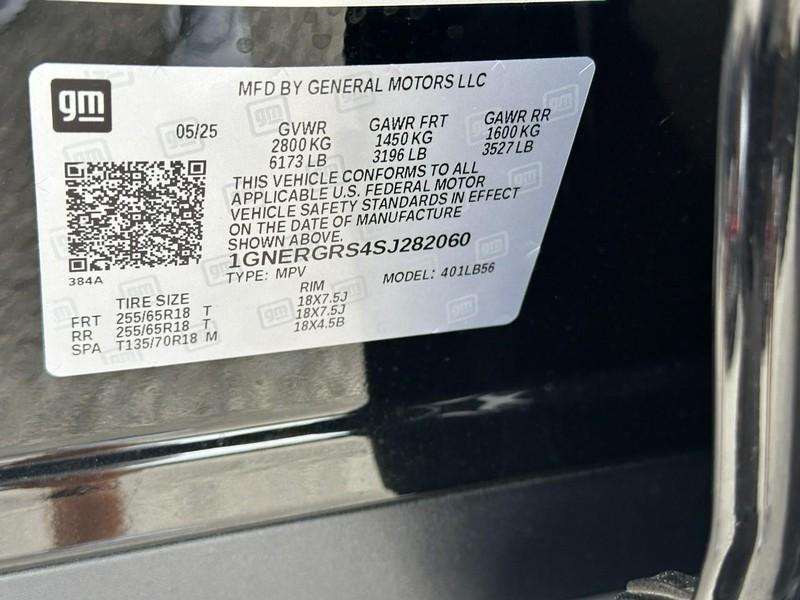 gm
MFD BY GENERAL MOTORS LLC
05/25 GVWR GAWR FRT GAWR RR
2800 KG 1450 KG 1600 KG
6173 LB 3196 LB 3527 LB
THIS VEHICLE CONFORMS TO ALL
APPLICABLE U.S. FEDERAL MOTOR
VEHICLE SAFETY STANDARDS IN EFFECT
ON THE DATE OF MANUFACTURE
SHOWN ABOVE.
1GNERGRS4SJ282060
384A
TYPE: MPV MODEL: 401LB56
TIRE SIZE RIM
FRT 255/65R18 T 18X7.5J
RR 255/65R18 T 18X7.5J
SPA T135/70R18 M 18X4.5B